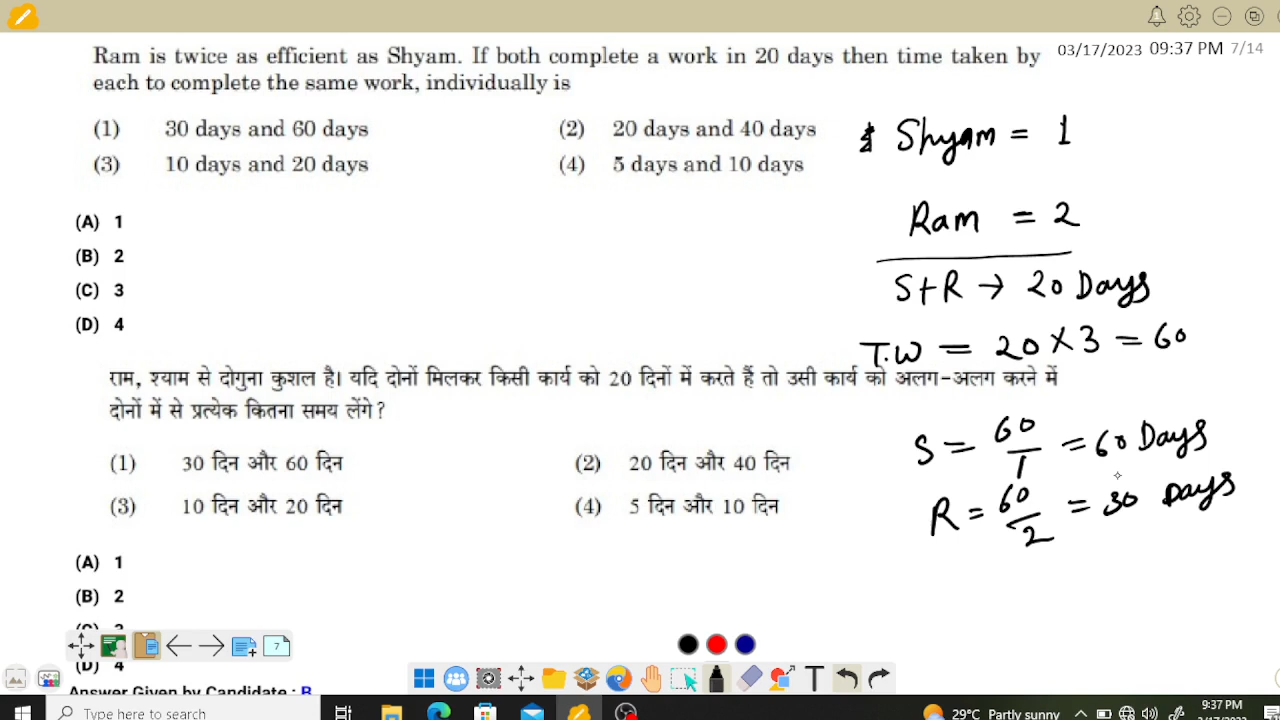 03/17/2023 09:37 PM 7/14
Ram is twice as efficient as Shyam. If both complete a work in 20 days then time taken by
each to complete the same work, individually is
(1) 30 days and 60 days (2) 20 days and 40 days
(3) 10 days and 20 days (4) 5 days and 10 days
(A) 1
(B) 2
(C) 3
(D) 4
Shyam = 1
Ram = 2
S+R → 20 Days
T.W = 20 × 3 = 60
S = 60/1 = 60 Days
R = 60/2 = 30 Days
राम, श्याम से दोगुना कुशल है। यदि दोनों मिलकर किसी कार्य को 20 दिनों में करते हैं तो उसी कार्य को अलग-अलग करने में
दोनों में से प्रत्येक कितना समय लेंगे?
(1) 30 दिन और 60 दिन (2) 20 दिन और 40 दिन
(3) 10 दिन और 20 दिन (4) 5 दिन और 10 दिन
(A) 1
(B) 2
(C) 3
(D) 4
Answer Given by Candidate : B
7
T
Type here to search
29°C Partly sunny
9:37 PM